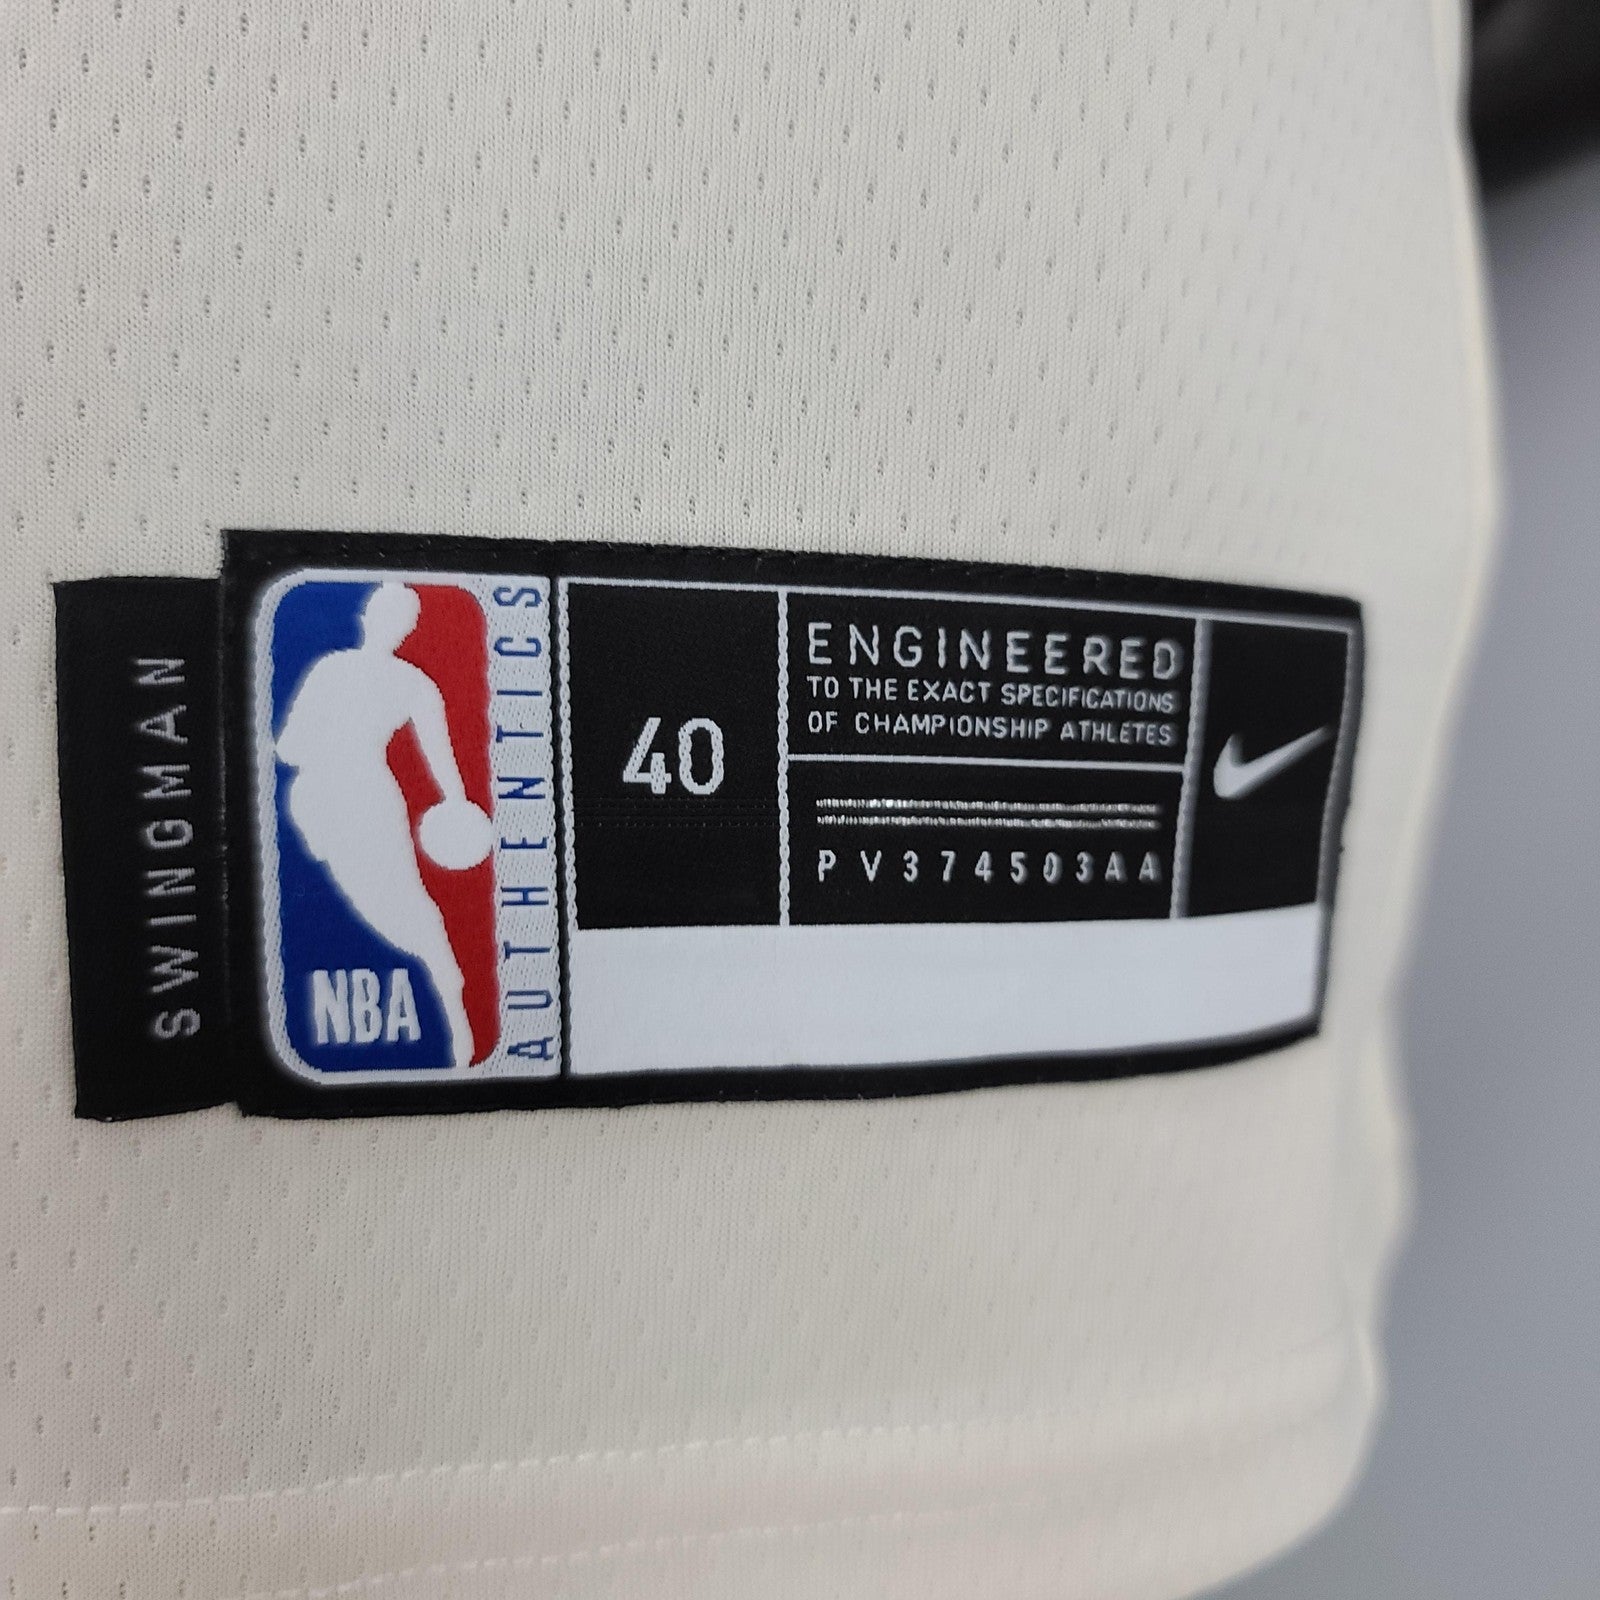 SWINGMAN
NBA
AUTHENTICS
40
ENGINEERED
TO THE EXACT SPECIFICATIONS
OF CHAMPIONSHIP ATHLETES
PV374503AA